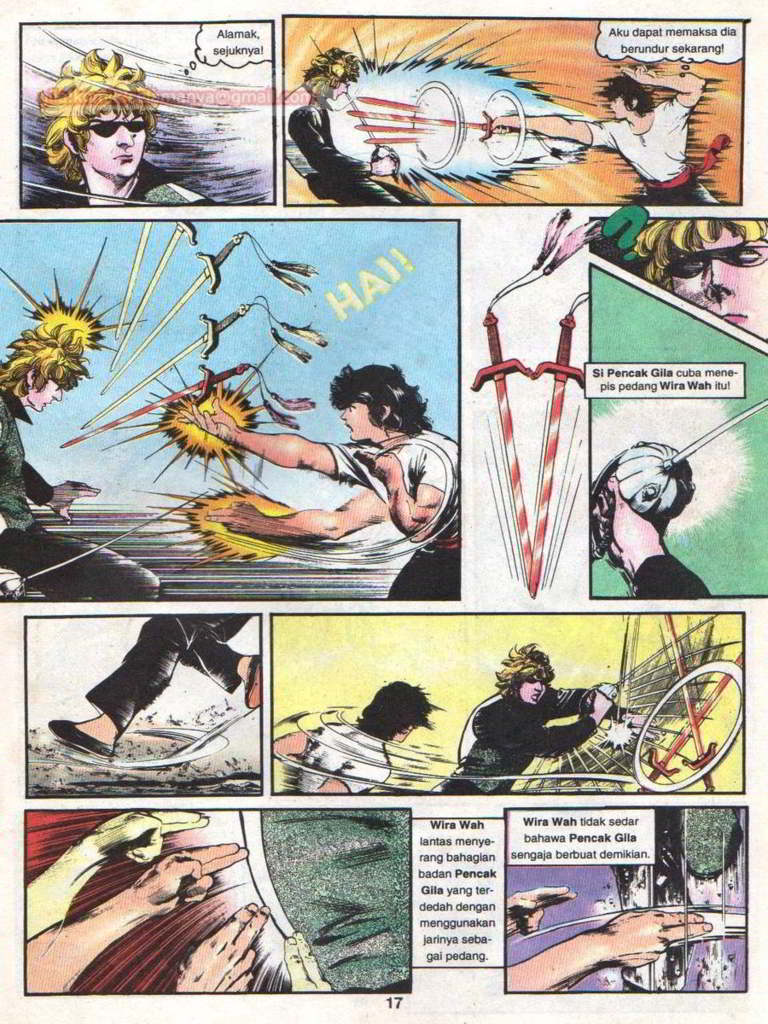 Alamak,
sejuknya!
Aku dapat memaksa dia
berundur sekarang!
HAI!
?
Si Pencak Gila cuba mene-
pis pedang Wira Wah itu!
Wira Wah
lantas menye-
rang bahagian
badan Pencak
Gila yang ter-
dedah dengan
menggunakan
jarinya seba-
gai pedang.
Wira Wah tidak sedar
bahawa Pencak Gila
sengaja berbuat demikian.
17